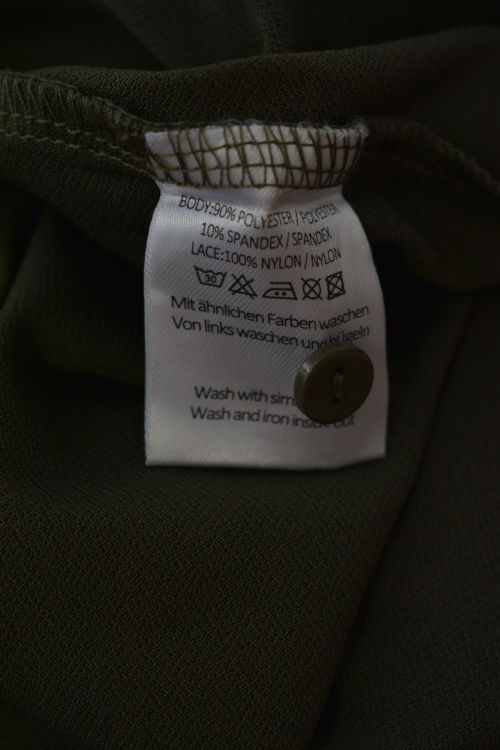 BODY:90% POLYESTER / POLYESTER
10% SPANDEX / SPANDEX
LACE:100% NYLON / NYLON
30
Mit ähnlichen Farben waschen
Von links waschen und bügeln
Wash with
Wash and iron inside out